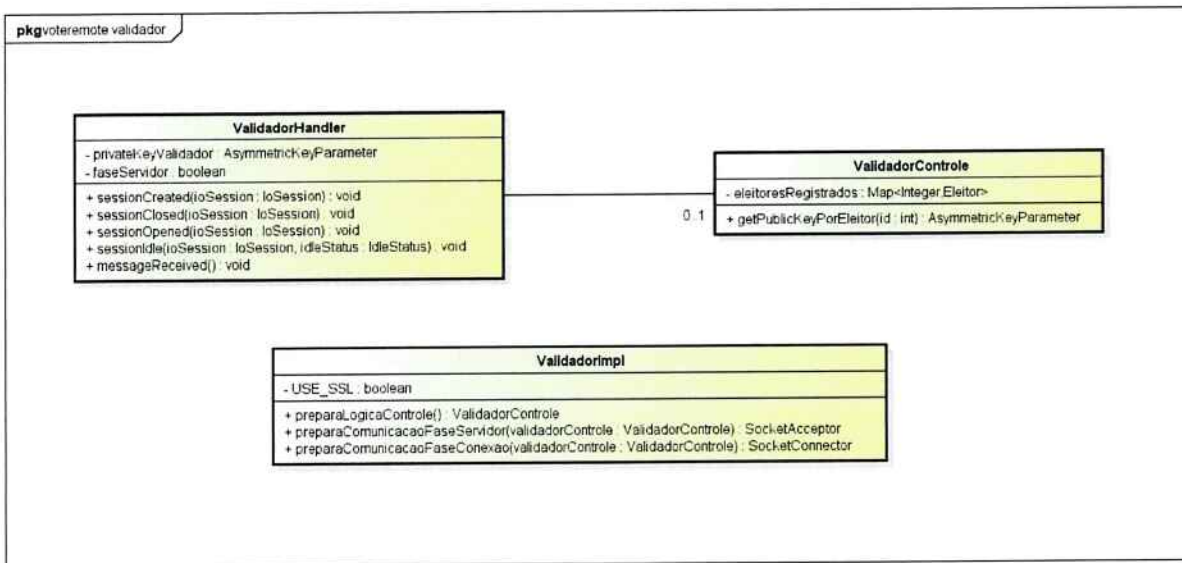 pkg voteremote validador
ValidadorHandler
- privateKeyValidador : AsymmetricKeyParameter
- faseServidor : boolean
+ sessionCreated(ioSession : IoSession) : void
+ sessionClosed(ioSession : IoSession) : void
+ sessionOpened(ioSession : IoSession) : void
+ sessionIdle(ioSession : IoSession, idleStatus : IdleStatus) : void
+ messageReceived() : void
0..1
ValidadorControle
- eleitoresRegistrados : Map<Integer,Eleitor>
+ getPublicKeyPorEleitor(id : int) : AsymmetricKeyParameter
ValidadorImpl
- USE_SSL : boolean
+ preparaLogicaControle() : ValidadorControle
+ preparaComunicacaoFaseServidor(validadorControle : ValidadorControle) : SocketAcceptor
+ preparaComunicacaoFaseConexao(validadorControle : ValidadorControle) : SocketConnector